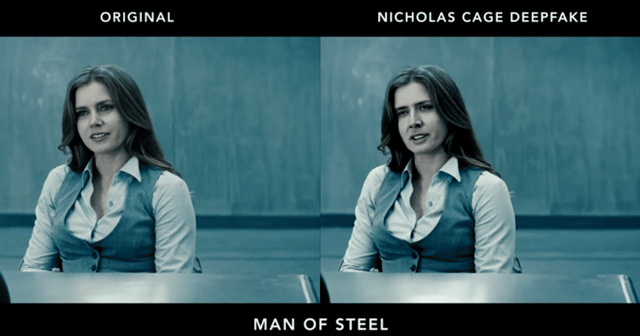 ORIGINAL
NICHOLAS CAGE DEEPFAKE
MAN OF STEEL